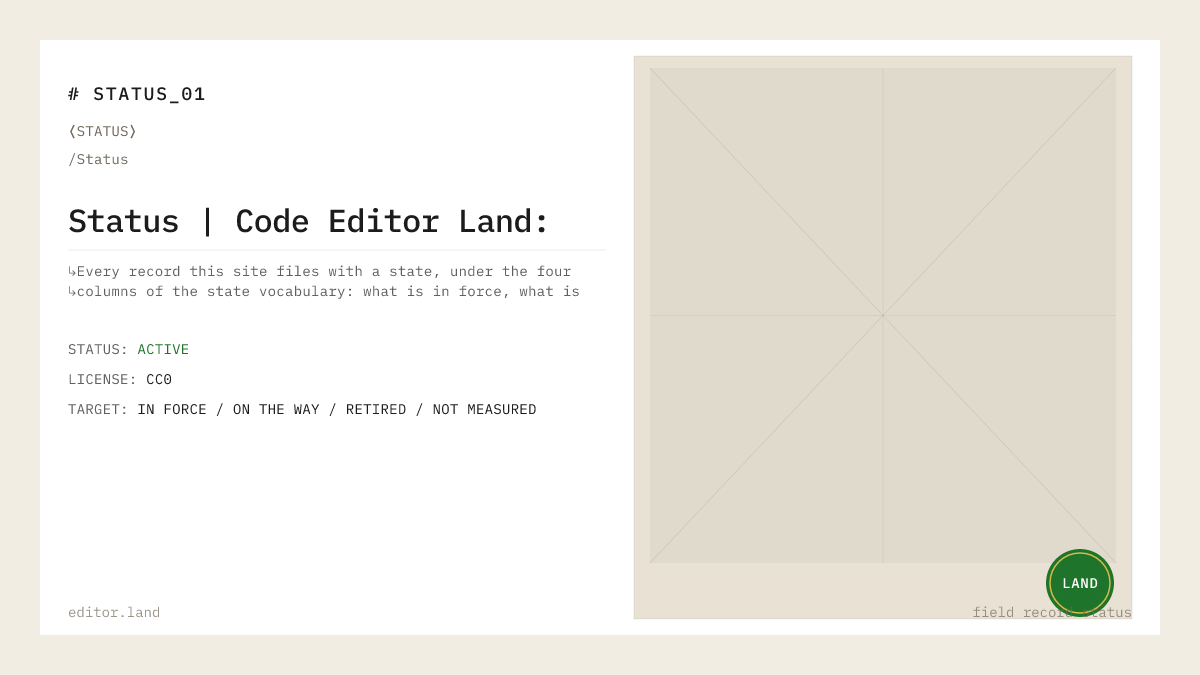 # STATUS_01
⟨STATUS⟩
/Status
Status | Code Editor Land:
↳Every record this site files with a state, under the four
↳columns of the state vocabulary: what is in force, what is
STATUS: ACTIVE
LICENSE: CC0
TARGET: IN FORCE / ON THE WAY / RETIRED / NOT MEASURED
LAND
editor.land
field record status